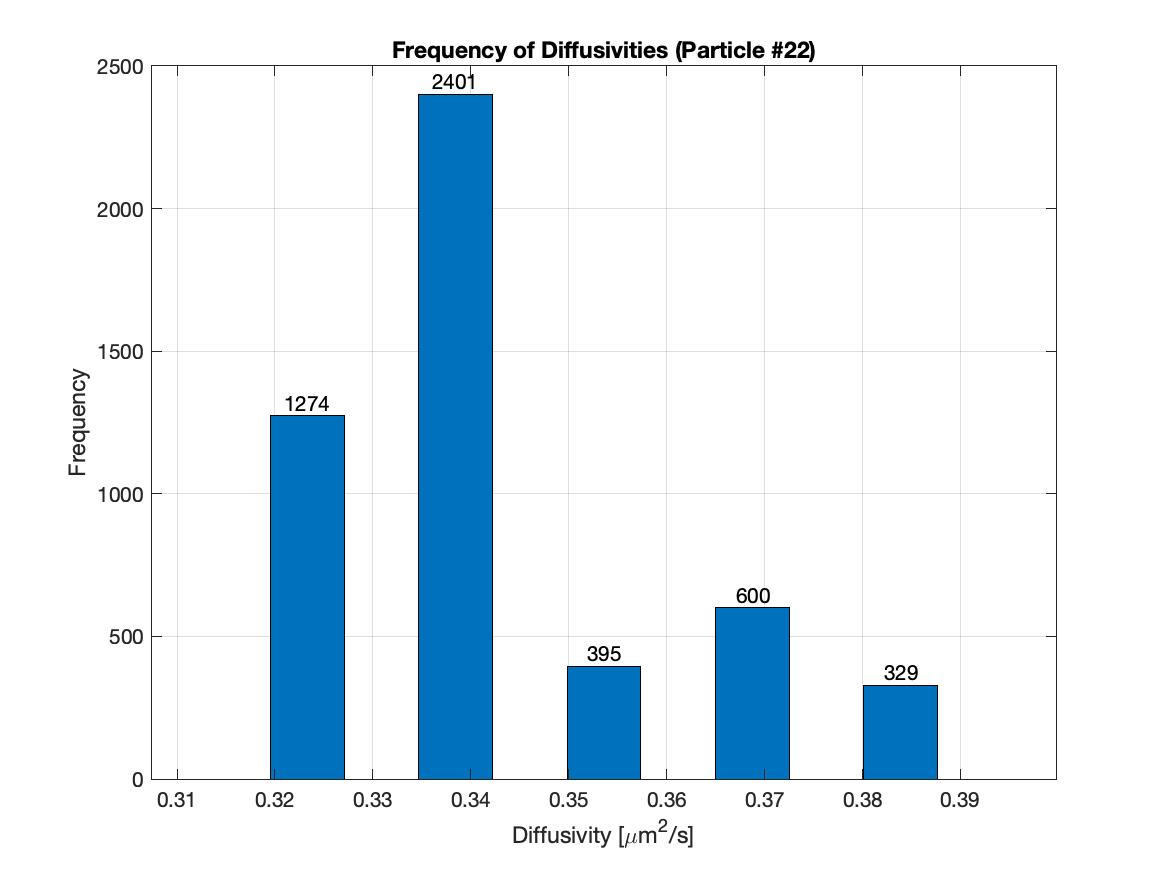 Frequency of Diffusivities (Particle #22)
2500
2000
1500
1000
500
0
Frequency
1274
2401
395
600
329
0.31 0.32 0.33 0.34 0.35 0.36 0.37 0.38 0.39
Diffusivity [μm²/s]